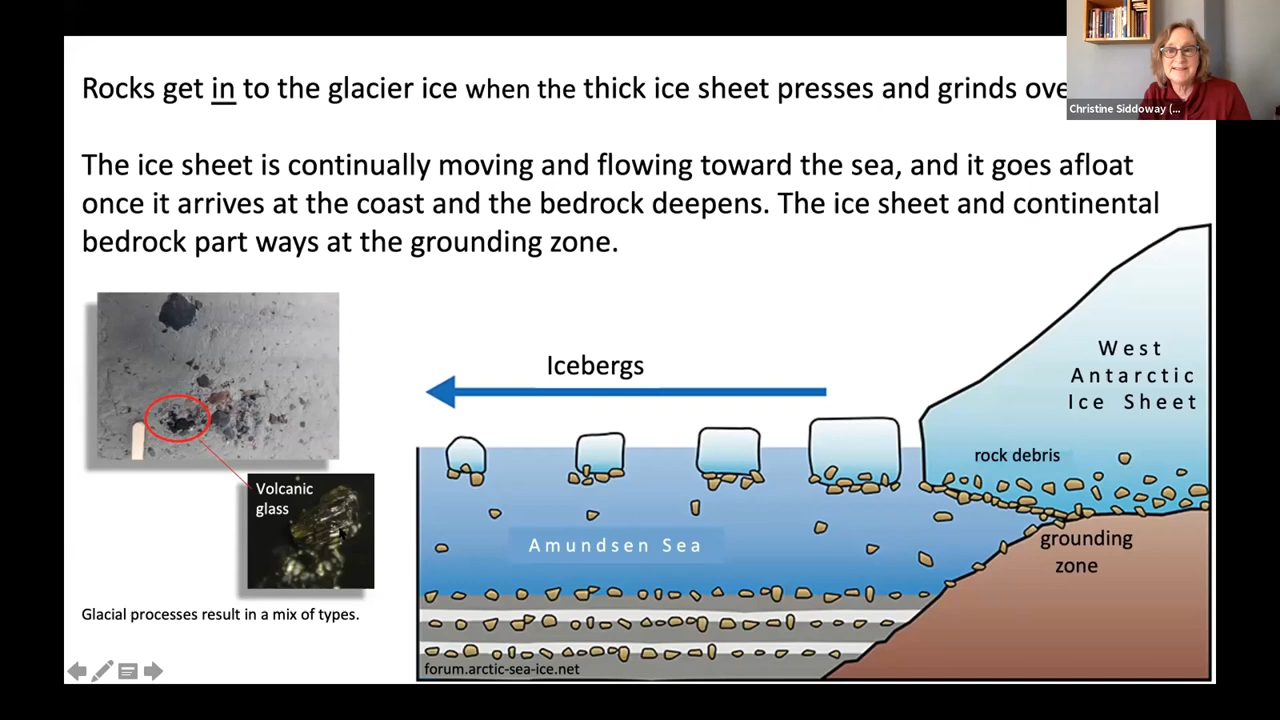 Rocks get in to the glacier ice when the thick ice sheet presses and grinds ove
Christine Siddoway (...
The ice sheet is continually moving and flowing toward the sea, and it goes afloat
once it arrives at the coast and the bedrock deepens. The ice sheet and continental
bedrock part ways at the grounding zone.
Volcanic
glass
Glacial processes result in a mix of types.
Icebergs
West
Antarctic
Ice Sheet
rock debris
Amundsen Sea
grounding
zone
forum.arctic-sea-ice.net